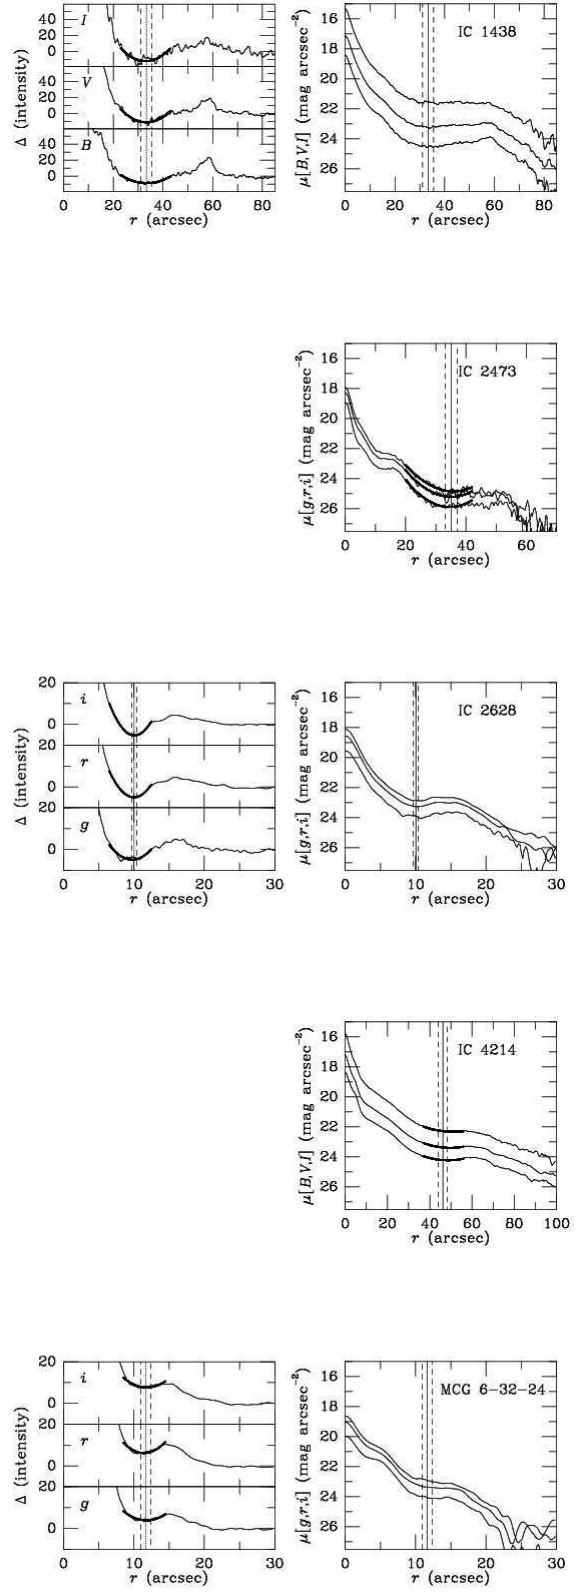 I
40
20
0
V
40
20
0
B
40
20
0
Δ (intensity)
0 20 40 60 80
r (arcsec)
IC 1438
16
18
20
22
24
26
μ[B,V,I] (mag arcsec−2)
0 20 40 60 80
r (arcsec)
IC 2473
16
18
20
22
24
26
μ[g,r,i] (mag arcsec−2)
0 20 40 60
r (arcsec)
i
20
0
r
20
0
g
20
0
Δ (intensity)
0 10 20 30
r (arcsec)
IC 2628
16
18
20
22
24
26
μ[g,r,i] (mag arcsec−2)
0 10 20 30
r (arcsec)
IC 4214
16
18
20
22
24
26
μ[B,V,I] (mag arcsec−2)
0 20 40 60 80 100
r (arcsec)
i
20
0
r
20
0
g
20
0
Δ (intensity)
0 10 20 30
r (arcsec)
MCG 6−32−24
16
18
20
22
24
26
μ[g,r,i] (mag arcsec−2)
0 10 20 30
r (arcsec)